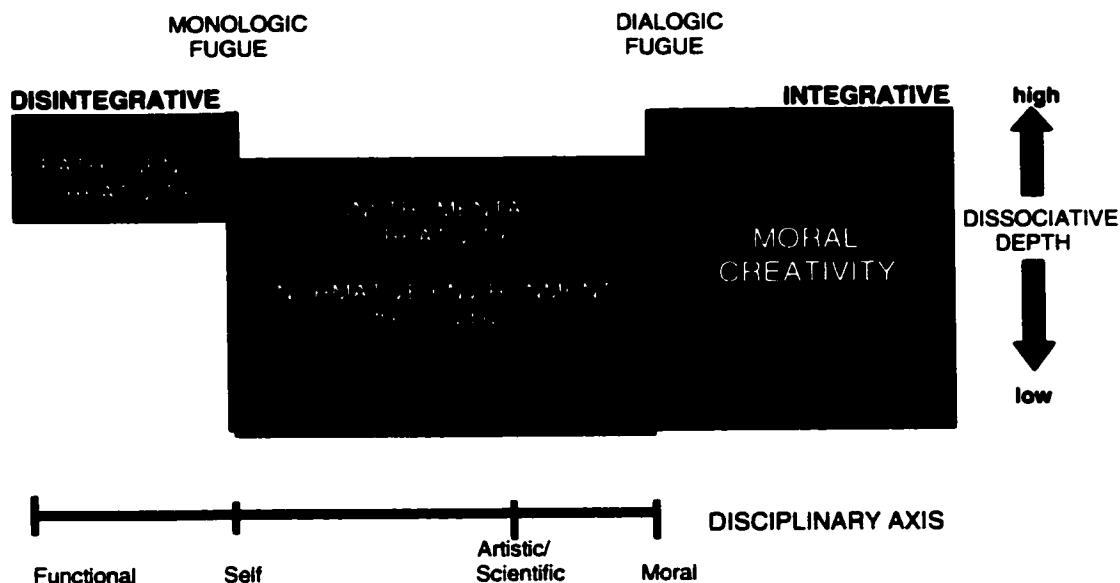 MONOLOGIC
FUGUE
DIALOGIC
FUGUE
DISINTEGRATIVE
INTEGRATIVE
high
MORAL
CREATIVITY
DISSOCIATIVE
DEPTH
low
DISCIPLINARY AXIS
Functional
Self
Artistic/
Scientific
Moral